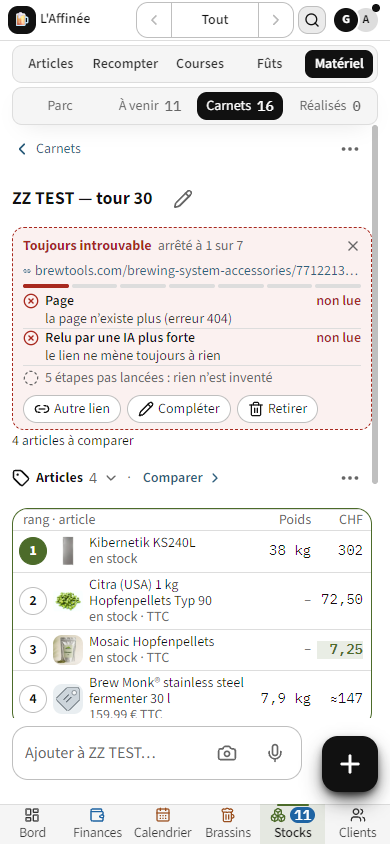 L'Affinée
Tout
G
A
Articles
Recompter
Courses
Fûts
Matériel
Parc
À venir 11
Carnets 16
Réalisés 0
Carnets
ZZ TEST — tour 30
Toujours introuvable arrêté à 1 sur 7
brewtools.com/brewing-system-accessories/7712213…
Page non lue
la page n'existe plus (erreur 404)
Relu par une IA plus forte non lue
le lien ne mène toujours à rien
5 étapes pas lancées : rien n'est inventé
Autre lien
Compléter
Retirer
4 articles à comparer
Articles 4 · Comparer
rang · article Poids CHF
1 Kibernetik KS240L 38 kg 302
en stock
2 Citra (USA) 1 kg
Hopfenpellets Typ 90 – 72,50
en stock · TTC
3 Mosaic Hopfenpellets – 7,25
en stock · TTC
4 Brew Monk® stainless steel
fermenter 30 l 7,9 kg ≈147
159.99 € TTC
Ajouter à ZZ TEST…
11
Bord
Finances
Calendrier
Brassins
Stocks
Clients